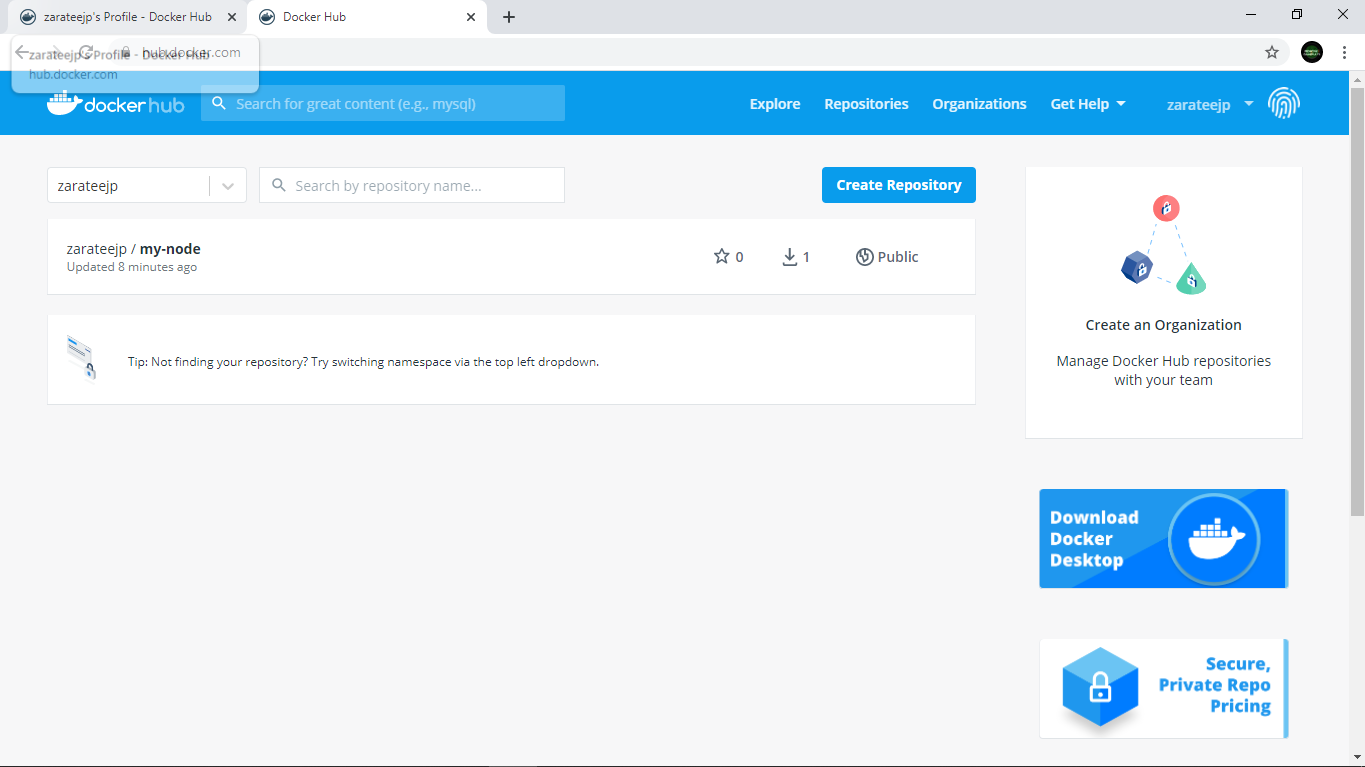 zarateejp's Profile - Docker Hub
Docker Hub
zarateejp's Profile - Docker Hub
hub.docker.com
hub.docker.com
docker hub
Search for great content (e.g., mysql)
Explore
Repositories
Organizations
Get Help
zarateejp
zarateejp
Search by repository name...
Create Repository
zarateejp / my-node
Updated 8 minutes ago
0
1
Public
Tip: Not finding your repository? Try switching namespace via the top left dropdown.
Create an Organization
Manage Docker Hub repositories
with your team
Download
Docker
Desktop
Secure,
Private Repo
Pricing